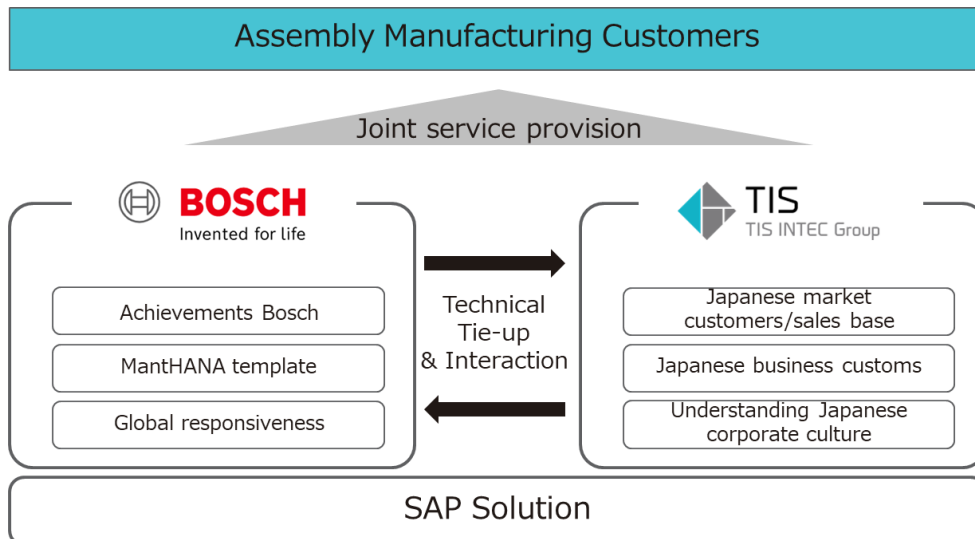 Assembly Manufacturing Customers
Joint service provision
BOSCH
Invented for life
Achievements Bosch
MantHANA template
Global responsiveness
Technical
Tie-up
& Interaction
TIS
TIS INTEC Group
Japanese market
customers/sales base
Japanese business customs
Understanding Japanese
corporate culture
SAP Solution